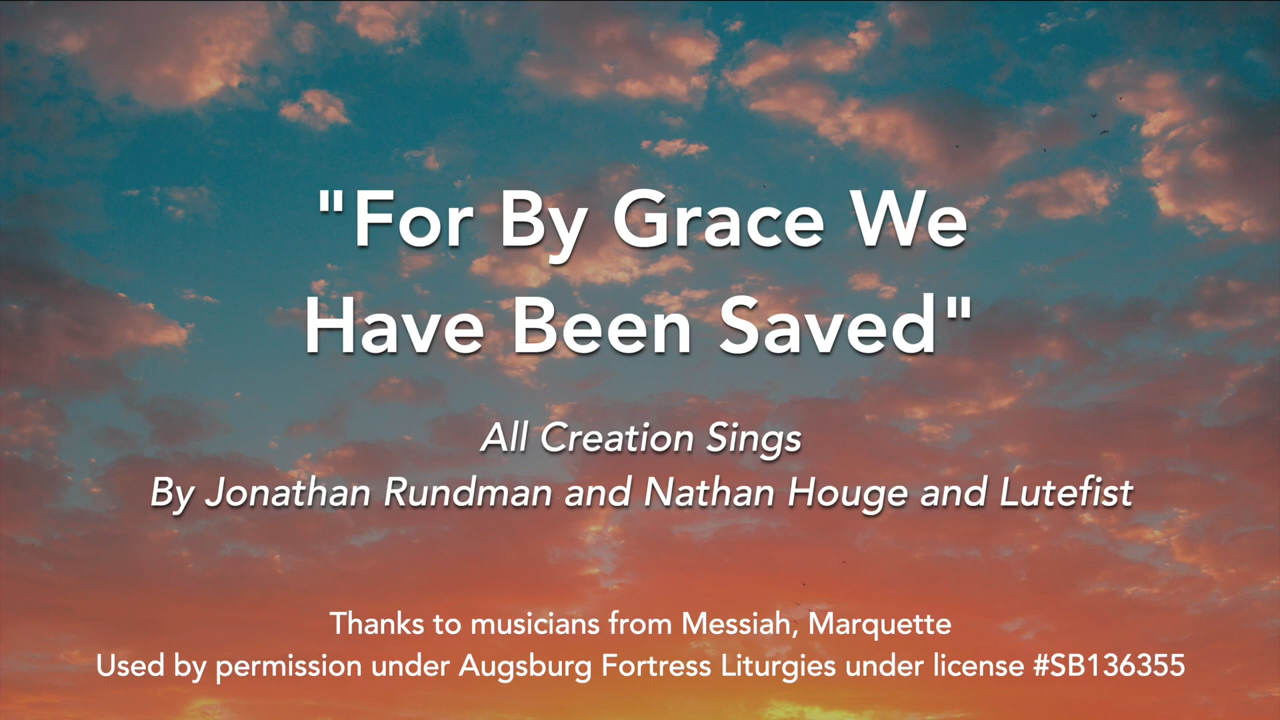 "For By Grace We
Have Been Saved"
All Creation Sings
By Jonathan Rundman and Nathan Houge and Lutefist
Thanks to musicians from Messiah, Marquette
Used by permission under Augsburg Fortress Liturgies under license #SB136355